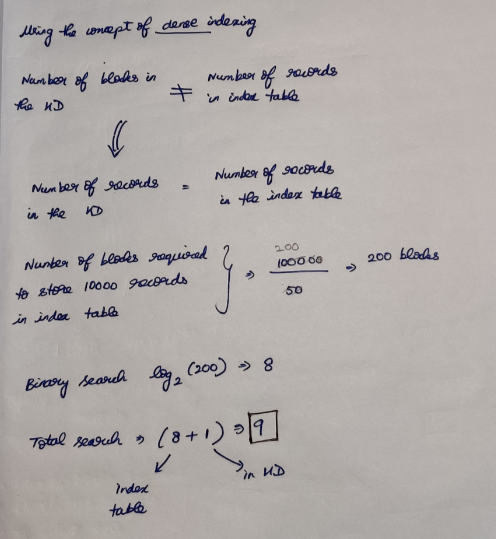 Using the concept of dense indexing
Number of blocks in
the HD
≠
Number of records
in index table
⇓
Number of records
in the HD
=
Number of records
in the index table
Number of blocks required
to store 10000 records
in index table
} ⇒
200
100000
50
⇒ 200 blocks
Binary search log₂(200) ⇒ 8
Total search ⇒ (8+1) ⇒ 9
Index
table
in HD